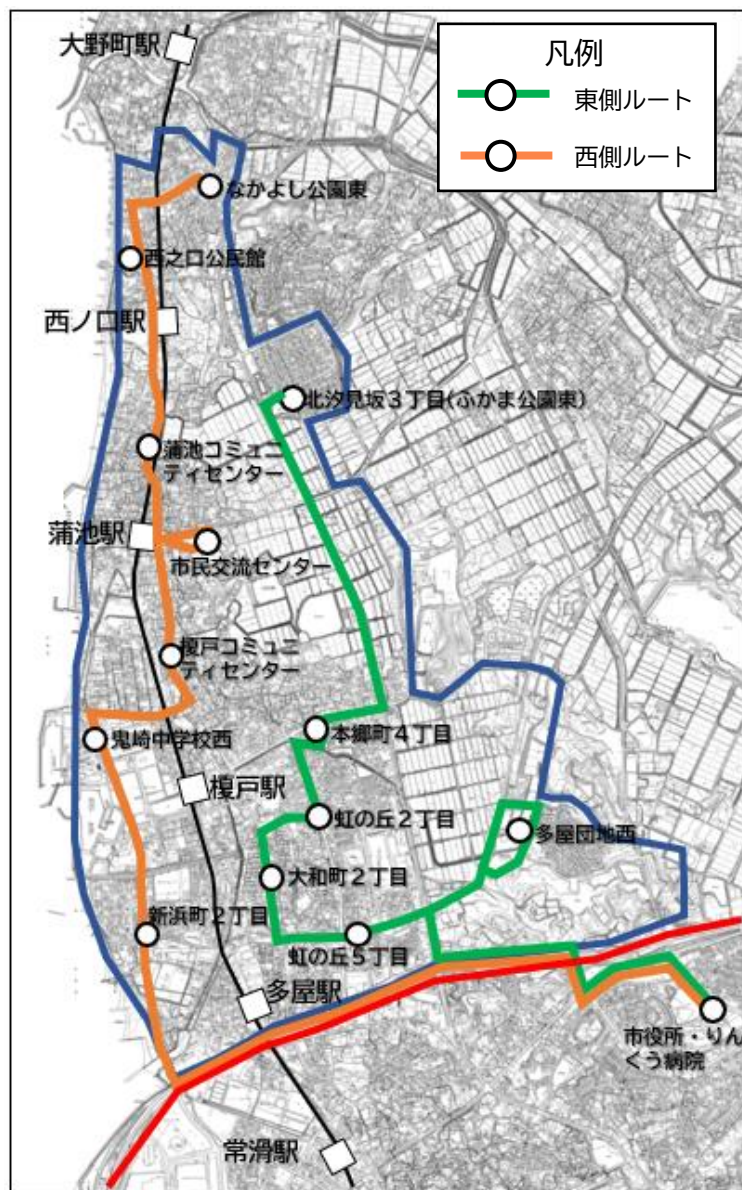 大野町駅
凡例
東側ルート
西側ルート
なかよし公園東
西之口公民館
西ノ口駅
北汐見坂３丁目(ふかま公園東)
蒲池コミュニ
ティセンター
蒲池駅
市民交流センター
榎戸コミュニ
ティセンター
鬼崎中学校西
本郷町４丁目
榎戸駅
虹の丘２丁目
多屋団地西
大和町２丁目
新浜町２丁目
虹の丘５丁目
多屋駅
市役所・りん
くう病院
常滑駅